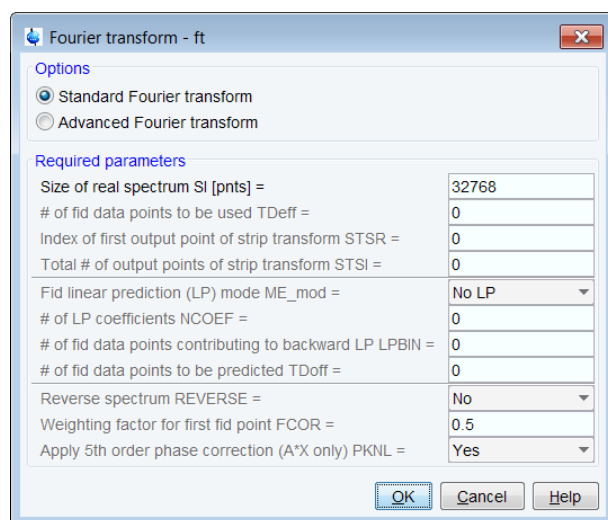 Fourier transform - ft
Options
Standard Fourier transform
Advanced Fourier transform
Required parameters
Size of real spectrum SI [pnts] = 32768
# of fid data points to be used TDeff = 0
Index of first output point of strip transform STSR = 0
Total # of output points of strip transform STSI = 0
Fid linear prediction (LP) mode ME_mod = No LP
# of LP coefficients NCOEF = 0
# of fid data points contributing to backward LP LPBIN = 0
# of fid data points to be predicted TDoff = 0
Reverse spectrum REVERSE = No
Weighting factor for first fid point FCOR = 0.5
Apply 5th order phase correction (A*X only) PKNL = Yes
OK Cancel Help